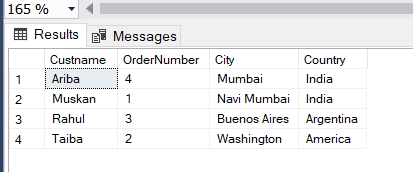 165 %
Results Messages
Custname OrderNumber City Country
1 Ariba 4 Mumbai India
2 Muskan 1 Navi Mumbai India
3 Rahul 3 Buenos Aires Argentina
4 Taiba 2 Washington America